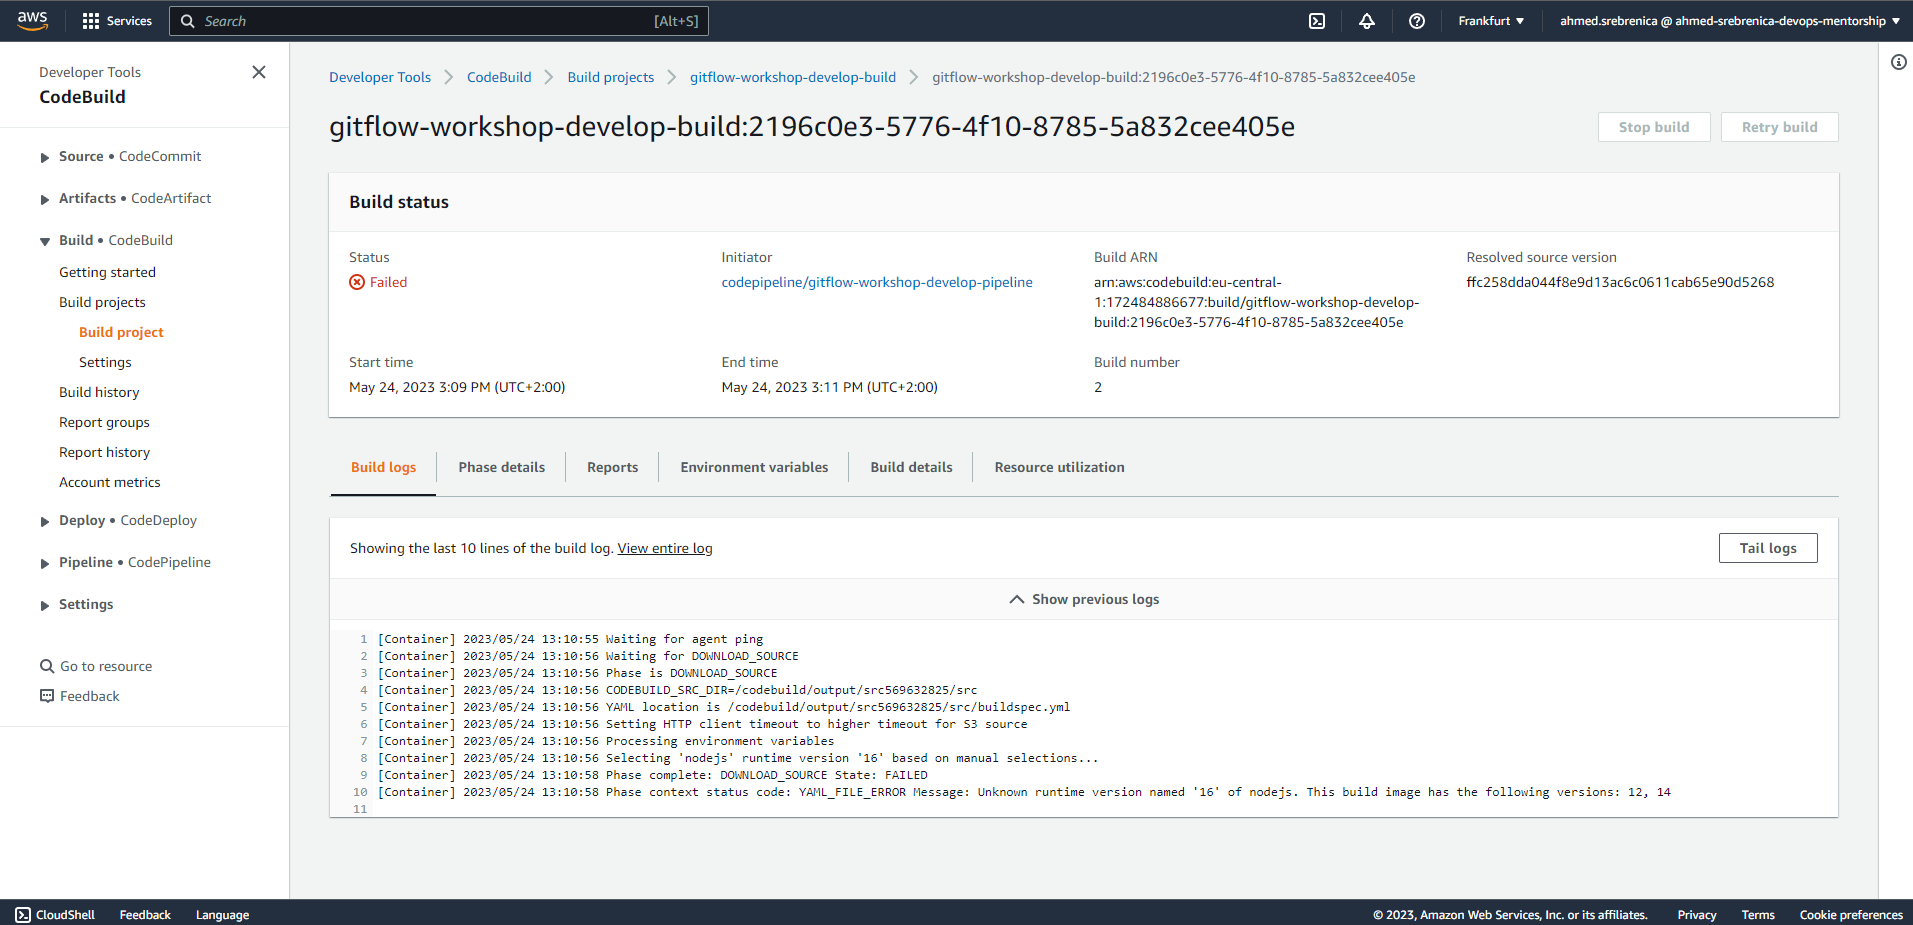 aws
Services
Search
[Alt+S]
Frankfurt
ahmed.srebrenica @ ahmed-srebrenica-devops-mentorship
Developer Tools
CodeBuild
Source • CodeCommit
Artifacts • CodeArtifact
Build • CodeBuild
Getting started
Build projects
Build project
Settings
Build history
Report groups
Report history
Account metrics
Deploy • CodeDeploy
Pipeline • CodePipeline
Settings
Go to resource
Feedback
Developer Tools
CodeBuild
Build projects
gitflow-workshop-develop-build
gitflow-workshop-develop-build:2196c0e3-5776-4f10-8785-5a832cee405e
gitflow-workshop-develop-build:2196c0e3-5776-4f10-8785-5a832cee405e
Stop build
Retry build
Build status
Status
Failed
Initiator
codepipeline/gitflow-workshop-develop-pipeline
Build ARN
arn:aws:codebuild:eu-central-
1:172484886677:build/gitflow-workshop-develop-
build:2196c0e3-5776-4f10-8785-5a832cee405e
Resolved source version
ffc258dda044f8e9d13ac6c0611cab65e90d5268
Start time
May 24, 2023 3:09 PM (UTC+2:00)
End time
May 24, 2023 3:11 PM (UTC+2:00)
Build number
2
Build logs
Phase details
Reports
Environment variables
Build details
Resource utilization
Showing the last 10 lines of the build log. View entire log
Tail logs
Show previous logs
1 [Container] 2023/05/24 13:10:55 Waiting for agent ping
2 [Container] 2023/05/24 13:10:56 Waiting for DOWNLOAD_SOURCE
3 [Container] 2023/05/24 13:10:56 Phase is DOWNLOAD_SOURCE
4 [Container] 2023/05/24 13:10:56 CODEBUILD_SRC_DIR=/codebuild/output/src569632825/src
5 [Container] 2023/05/24 13:10:56 YAML location is /codebuild/output/src569632825/src/buildspec.yml
6 [Container] 2023/05/24 13:10:56 Setting HTTP client timeout to higher timeout for S3 source
7 [Container] 2023/05/24 13:10:56 Processing environment variables
8 [Container] 2023/05/24 13:10:56 Selecting 'nodejs' runtime version '16' based on manual selections...
9 [Container] 2023/05/24 13:10:58 Phase complete: DOWNLOAD_SOURCE State: FAILED
10 [Container] 2023/05/24 13:10:58 Phase context status code: YAML_FILE_ERROR Message: Unknown runtime version named '16' of nodejs. This build image has the following versions: 12, 14
11
CloudShell
Feedback
Language
© 2023, Amazon Web Services, Inc. or its affiliates.
Privacy
Terms
Cookie preferences